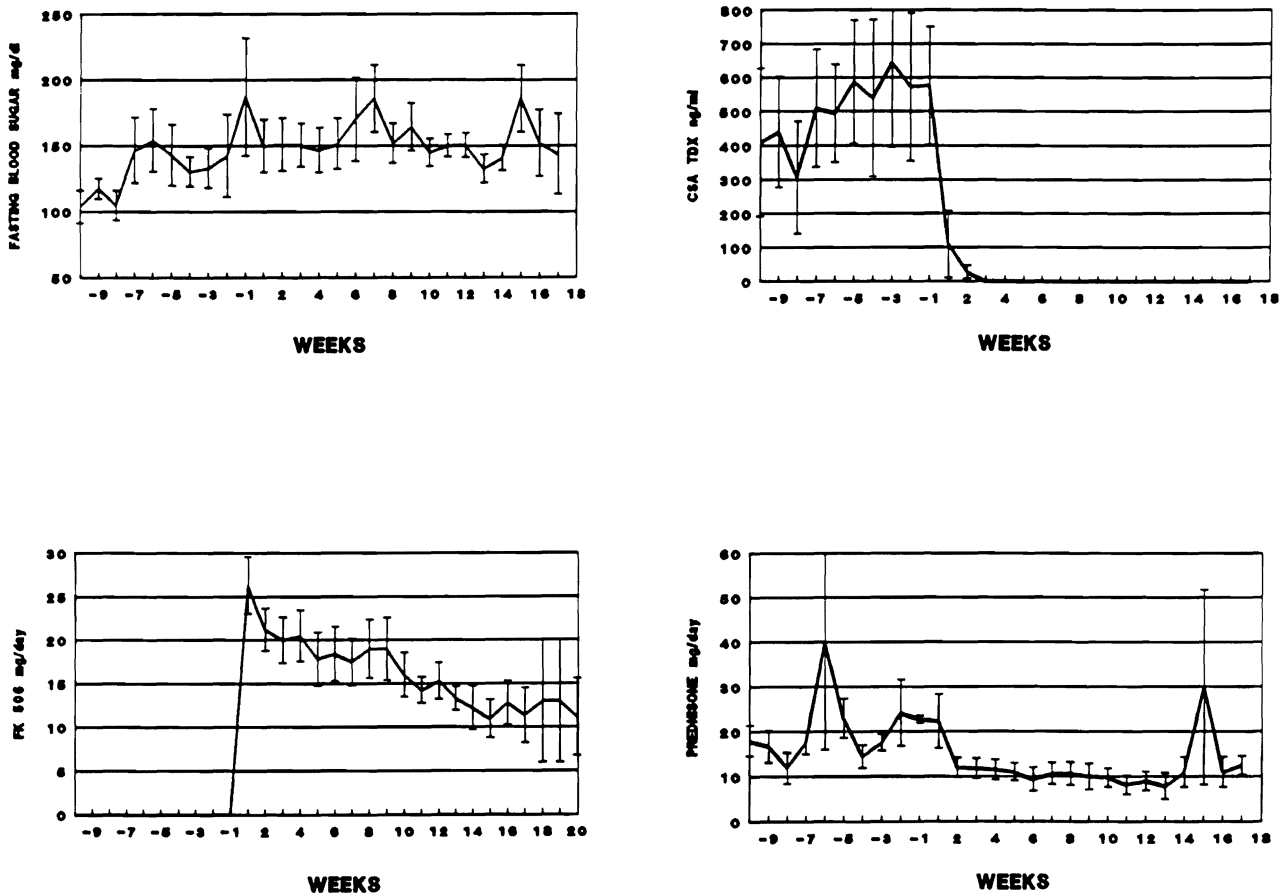 FASTING BLOOD SUGAR mg/dl
250
200
150
100
50
-9 -7 -5 -3 -1 2 4 6 8 10 12 14 16 18
WEEKS
CSA TDX ng/ml
800
700
600
500
400
300
200
100
0
-9 -7 -5 -3 -1 2 4 6 8 10 12 14 16 18
WEEKS
FK 506 mg/day
30
25
20
15
10
5
0
-9 -7 -5 -3 -1 2 4 6 8 10 12 14 16 18 20
WEEKS
PREDNISONE mg/day
60
50
40
30
20
10
0
-9 -7 -5 -3 -1 2 4 6 8 10 12 14 16 18
WEEKS